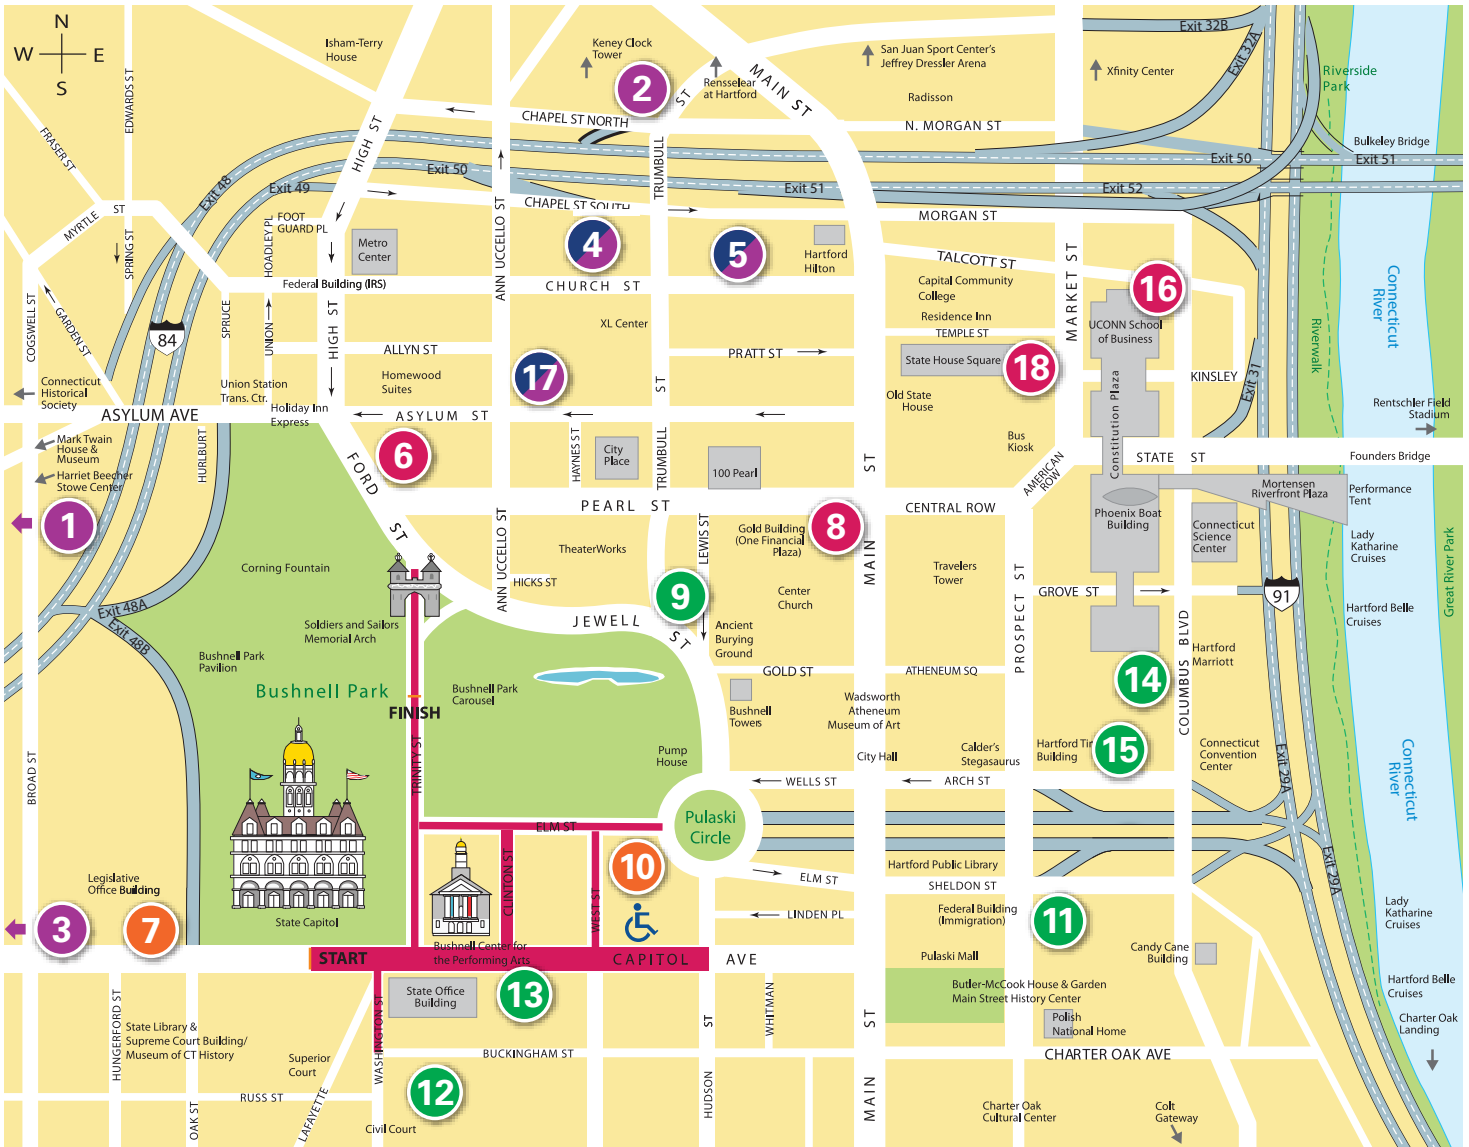 N
W E
S
Isham-Terry
House
Keney Clock
Tower
2
Rensselear
at Hartford
MAIN ST
San Juan Sport Center's
Jeffrey Dressler Arena
Radisson
Xfinity Center
Exit 32B
Exit 32A
Riverside
Park
Bulkeley Bridge
EDWARDS ST
FRASER ST
HIGH ST
CHAPEL ST NORTH
TRUMBULL ST
N. MORGAN ST
Exit 48
Exit 49
Exit 50
Exit 51
Exit 52
Exit 50
Exit 51
CHAPEL ST SOUTH
MORGAN ST
MYRTLE ST
SPRING ST
HOADLEY PL
FOOT
GUARD PL
Metro
Center
ANN UCCELLO ST
4
5
Hartford
Hilton
TALCOTT ST
MARKET ST
16
Capital Community
College
Residence Inn
TEMPLE ST
Federal Building (IRS)
CHURCH ST
COGSWELL ST
GARDEN ST
84
SPRUCE
UNION
HIGH ST
ALLYN ST
XL Center
PRATT ST
State House Square
18
UCONN School
of Business
Constitution Plaza
KINSLEY
Exit 31
Riverwalk
Connecticut
River
Connecticut
Historical
Society
Union Station
Trans. Ctr.
Homewood
Suites
17
Old State
House
Rentschler Field
Stadium
ASYLUM AVE
Holiday Inn
Express
ASYLUM ST
ST
Mark Twain
House &
Museum
Harriet Beecher
Stowe Center
HURLBURT
FORD ST
6
HAYNES ST
City
Place
TRUMBULL
100 Pearl
ST
Bus
Kiosk
AMERICAN
ROW
STATE ST
Founders Bridge
Mortensen
Riverfront Plaza
Performance
Tent
1
PEARL ST
CENTRAL ROW
Gold Building
(One Financial
Plaza)
8
MAIN
Phoenix Boat
Building
Connecticut
Science
Center
Lady
Katharine
Cruises
Great River Park
Corning Fountain
ANN UCCELLO ST
TheaterWorks
HICKS ST
LEWIS ST
9
Center
Church
Travelers
Tower
PROSPECT ST
GROVE ST
91
Hartford Belle
Cruises
Exit 48A
Exit 48B
Soldiers and Sailors
Memorial Arch
JEWELL ST
Ancient
Burying
Ground
Bushnell Park
Pavilion
GOLD ST
ATHENEUM SQ
COLUMBUS BLVD
Hartford
Marriott
14
Bushnell Park
FINISH
Bushnell Park
Carousel
Bushnell
Towers
Wadsworth
Atheneum
Museum of Art
BROAD ST
TRINITY ST
Pump
House
City Hall
Calder's
Stegasaurus
Hartford Ti
Building
15
Connecticut
Convention
Center
Exit 29A
Connecticut
River
WELLS ST
ARCH ST
Pulaski
Circle
ELM ST
CLINTON ST
WEST ST
10
Hartford Public Library
Exit 29A
Legislative
Office Building
ELM ST
SHELDON ST
State Capitol
LINDEN PL
Federal Building
(Immigration)
11
Lady
Katharine
Cruises
3
7
Bushnell Center for
the Performing Arts
START
CAPITOL AVE
Pulaski Mall
Candy Cane
Building
State Office
Building
13
WHITMAN
Butler-McCook House & Garden
Main Street History Center
Hartford Belle
Cruises
HUNGERFORD ST
State Library &
Supreme Court Building/
Museum of CT History
WASHINGTON ST
ST
ST
Polish
National Home
Charter Oak
Landing
Superior
Court
BUCKINGHAM ST
CHARTER OAK AVE
RUSS ST
OAK ST
LAFAYETTE
12
HUDSON
MAIN
Civil Court
Charter Oak
Cultural Center
Colt
Gateway